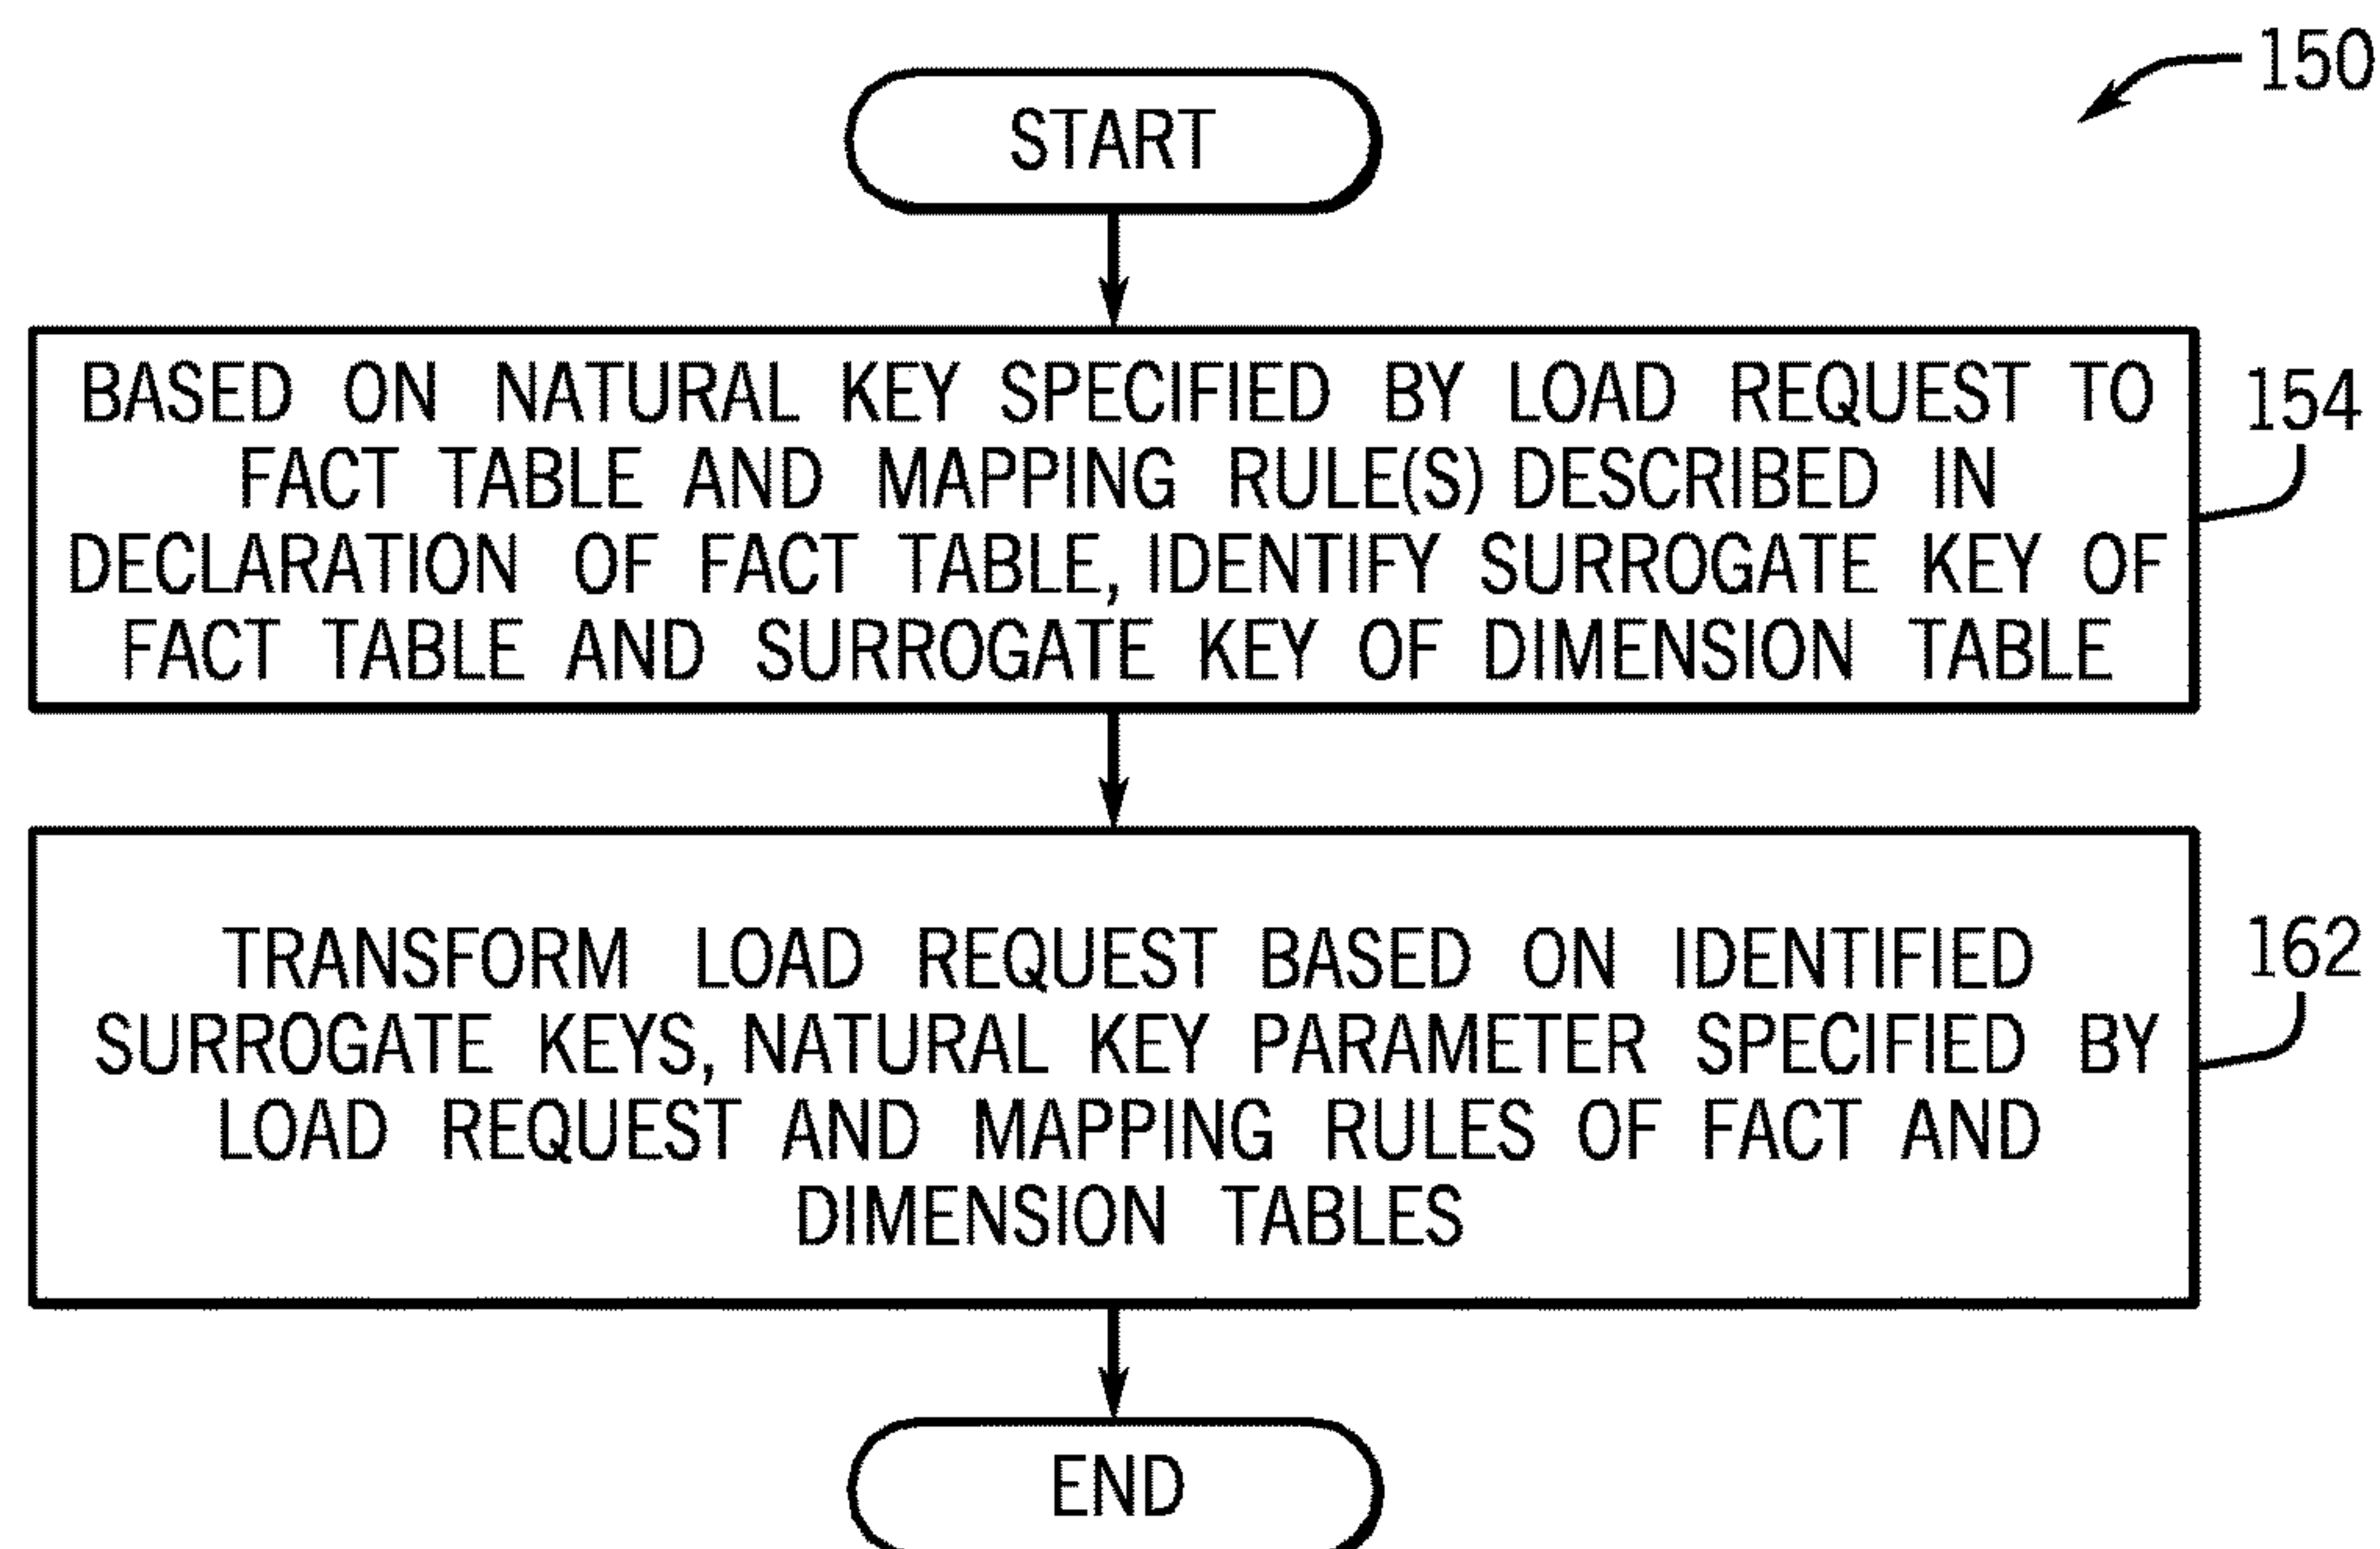 150
START
BASED ON NATURAL KEY SPECIFIED BY LOAD REQUEST TO
FACT TABLE AND MAPPING RULE(S) DESCRIBED IN
DECLARATION OF FACT TABLE, IDENTIFY SURROGATE KEY OF
FACT TABLE AND SURROGATE KEY OF DIMENSION TABLE
154
TRANSFORM LOAD REQUEST BASED ON IDENTIFIED
SURROGATE KEYS, NATURAL KEY PARAMETER SPECIFIED BY
LOAD REQUEST AND MAPPING RULES OF FACT AND
DIMENSION TABLES
162
END